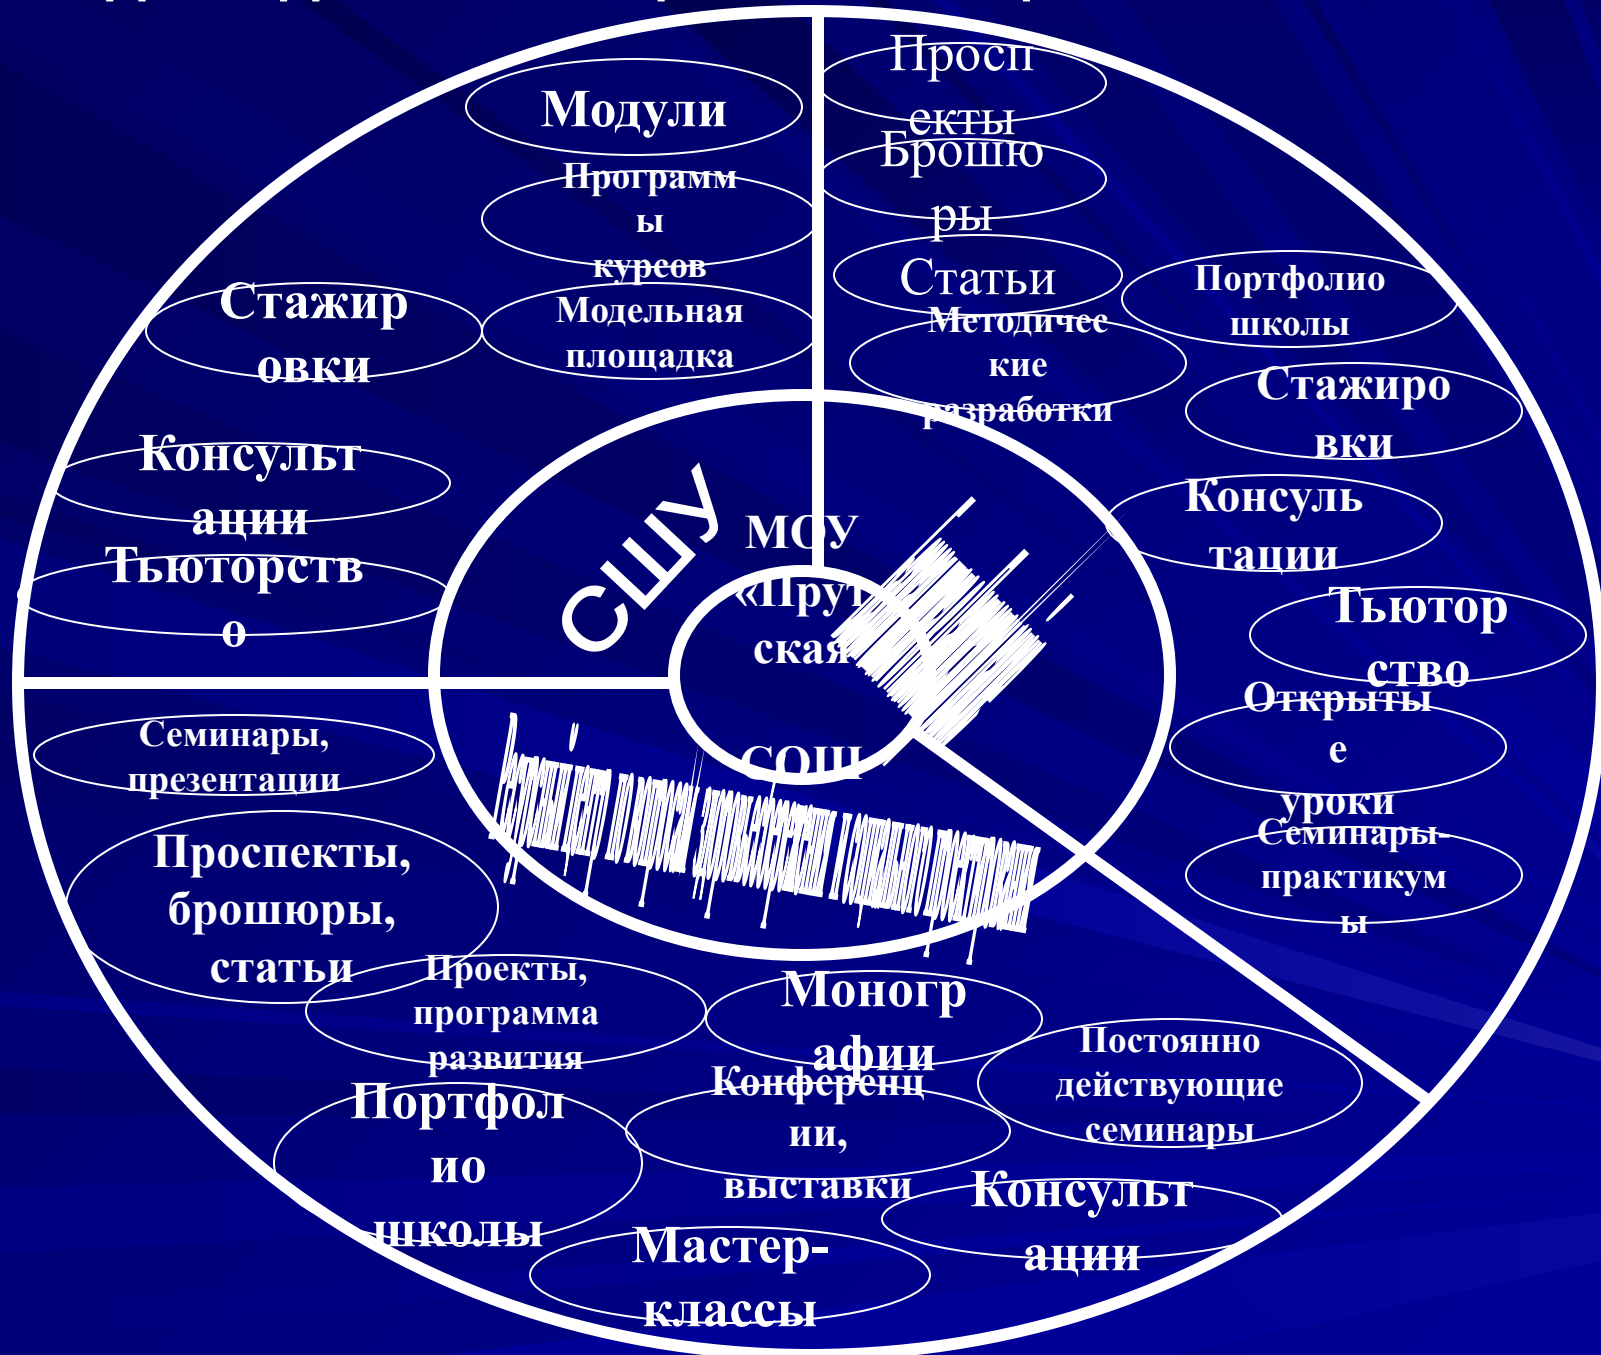 Модули
Программ
ы
курсов
Модельная
площадка
Стажир
овки
Консульт
ации
Тьюторств
о
Просп
екты
Брошю
ры
Статьи
Методичес
кие
разработки
Портфолио
школы
Стажиро
вки
Консуль
тации
Тьютор
ство
Открыты
е
уроки
Семинары-
практикум
ы
СШУ
МОУ
«Прут
ская
СОШ
Семинары,
презентации
Проспекты,
брошюры,
статьи
Проекты,
программа
развития
Портфол
ио
школы
Моногр
афии
Конференц
ии,
выставки
Мастер-
классы
Постоянно
действующие
семинары
Консульт
ации